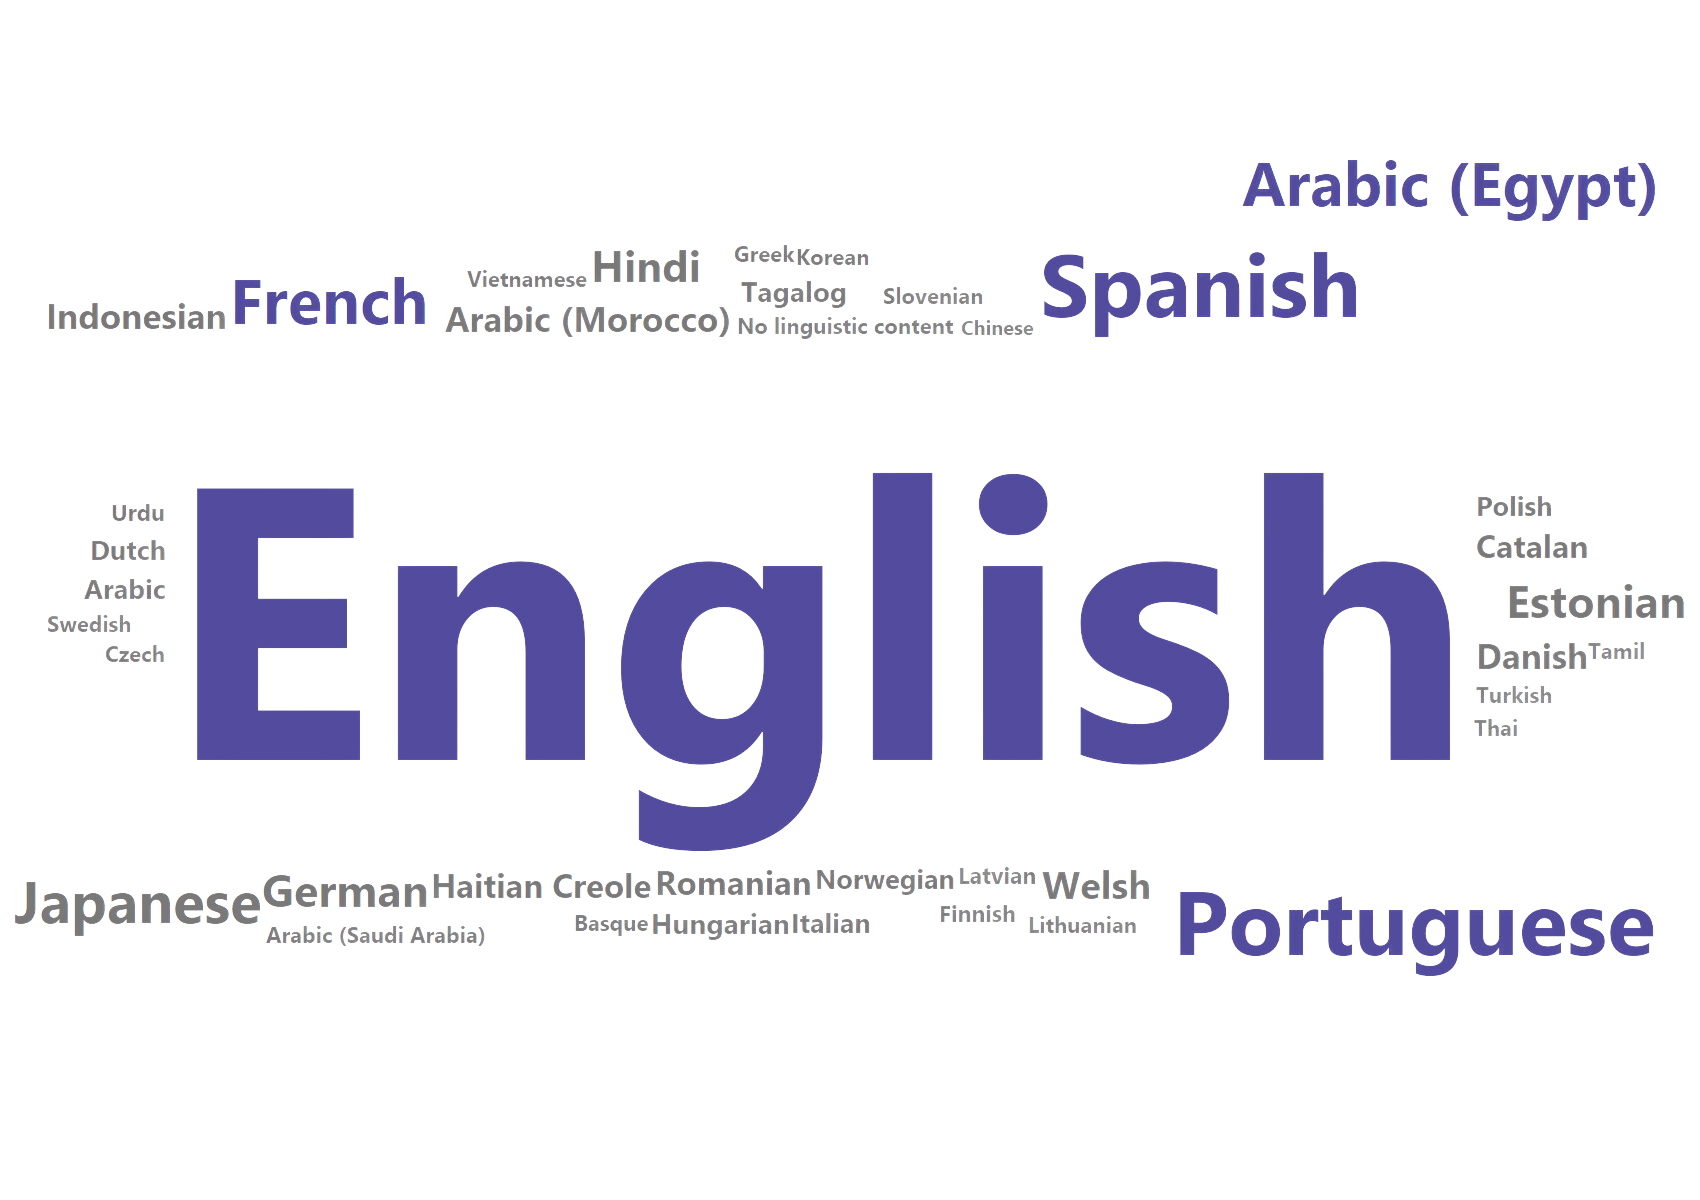 Arabic (Egypt)
Indonesian French Vietnamese Hindi Greek Korean Spanish
Arabic (Morocco) Tagalog Slovenian
No linguistic content Chinese
Urdu
Dutch
Arabic
Swedish
Czech
English
Polish
Catalan
Estonian
Danish Tamil
Turkish
Thai
Japanese German Haitian Creole Romanian Norwegian Latvian Welsh Portuguese
Arabic (Saudi Arabia) Basque Hungarian Italian Finnish Lithuanian